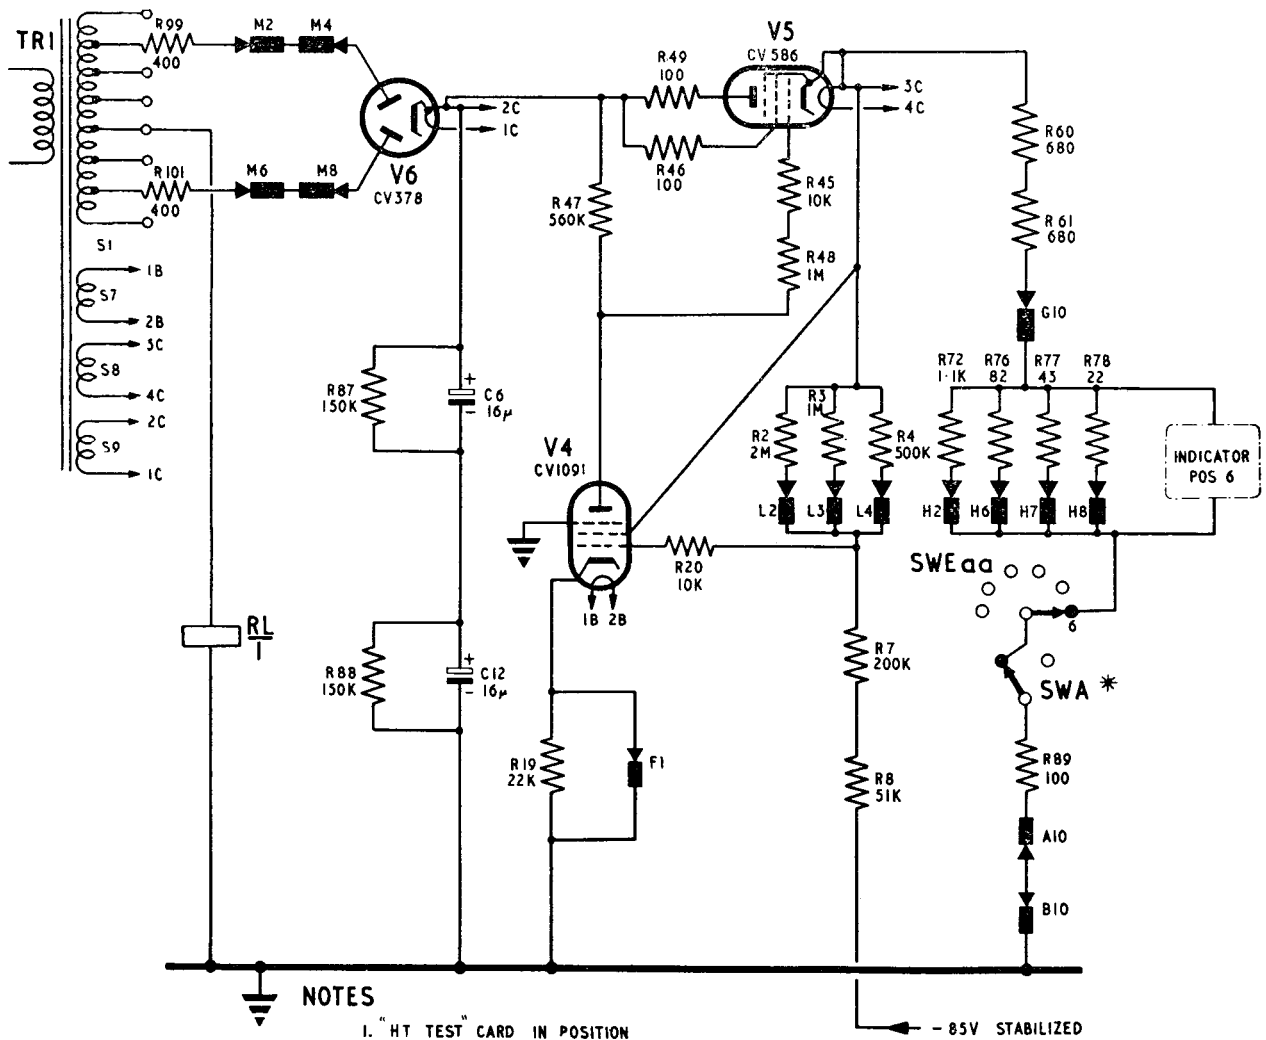 TR1
R99
400
M2
M4
V6
CV378
2C
1C
R101
400
M6
M8
S1
1B
S7
2B
3C
S8
4C
2C
S9
1C
V5
CV586
R49
100
R46
100
3C
4C
R47
560K
R45
10K
R48
1M
R60
680
R61
680
G10
R87
150K
+
C6
- 16µ
V4
CV1091
R2
2M
R3
1M
R4
500K
L2
L3
L4
R72
1·1K
R76
82
R77
43
R78
22
H2
H6
H7
H8
INDICATOR
POS 6
R20
10K
1B 2B
SWEaa
6
SWA *
RL
1
R88
150K
+
C12
- 16µ
R19
22K
F1
R7
200K
R8
51K
R89
100
A10
B10
NOTES
1. "HT TEST" CARD IN POSITION
- 85V STABILIZED